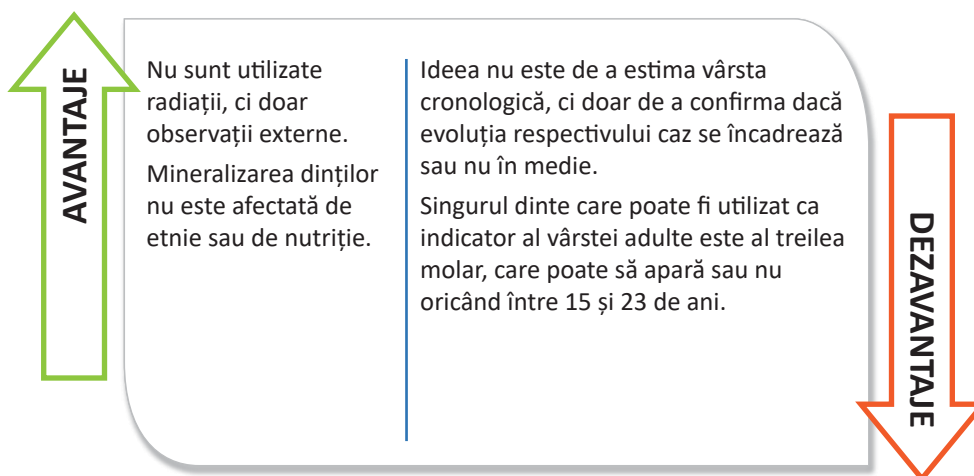 AVANTAJE
Nu sunt utilizate
radiații, ci doar
observații externe.
Mineralizarea dinților
nu este afectată de
etnie sau de nutriție.
Ideea nu este de a estima vârsta
cronologică, ci doar de a confirma dacă
evoluția respectivului caz se încadrează
sau nu în medie.
Singurul dinte care poate fi utilizat ca
indicator al vârstei adulte este al treilea
molar, care poate să apară sau nu
oricând între 15 și 23 de ani.
DEZAVANTAJE